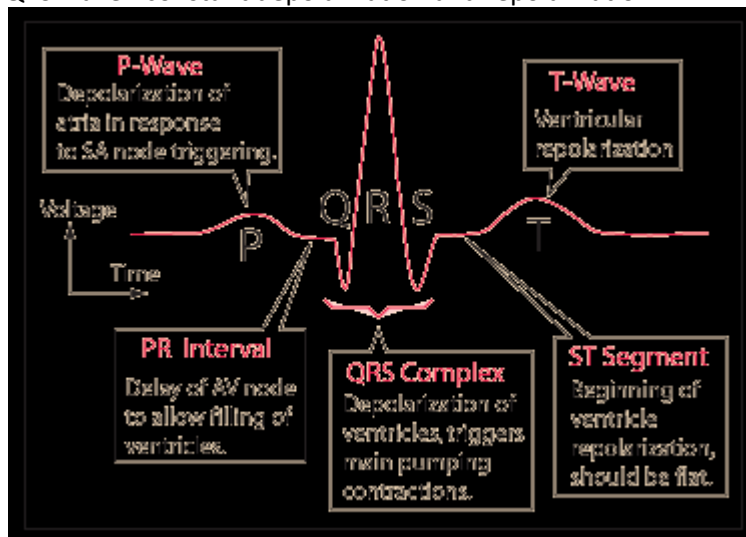 P-Wave
Depolarization of
atria in response
to SA node triggering.
T-Wave
Ventricular
repolarization
Voltage
Time
P
Q R S
T
PR Interval
Delay of AV node
to allow filling of
ventricles.
QRS Complex
Depolarization of
ventricles, triggers
main pumping
contractions.
ST Segment
Beginning of
ventricle
repolarization,
should be flat.